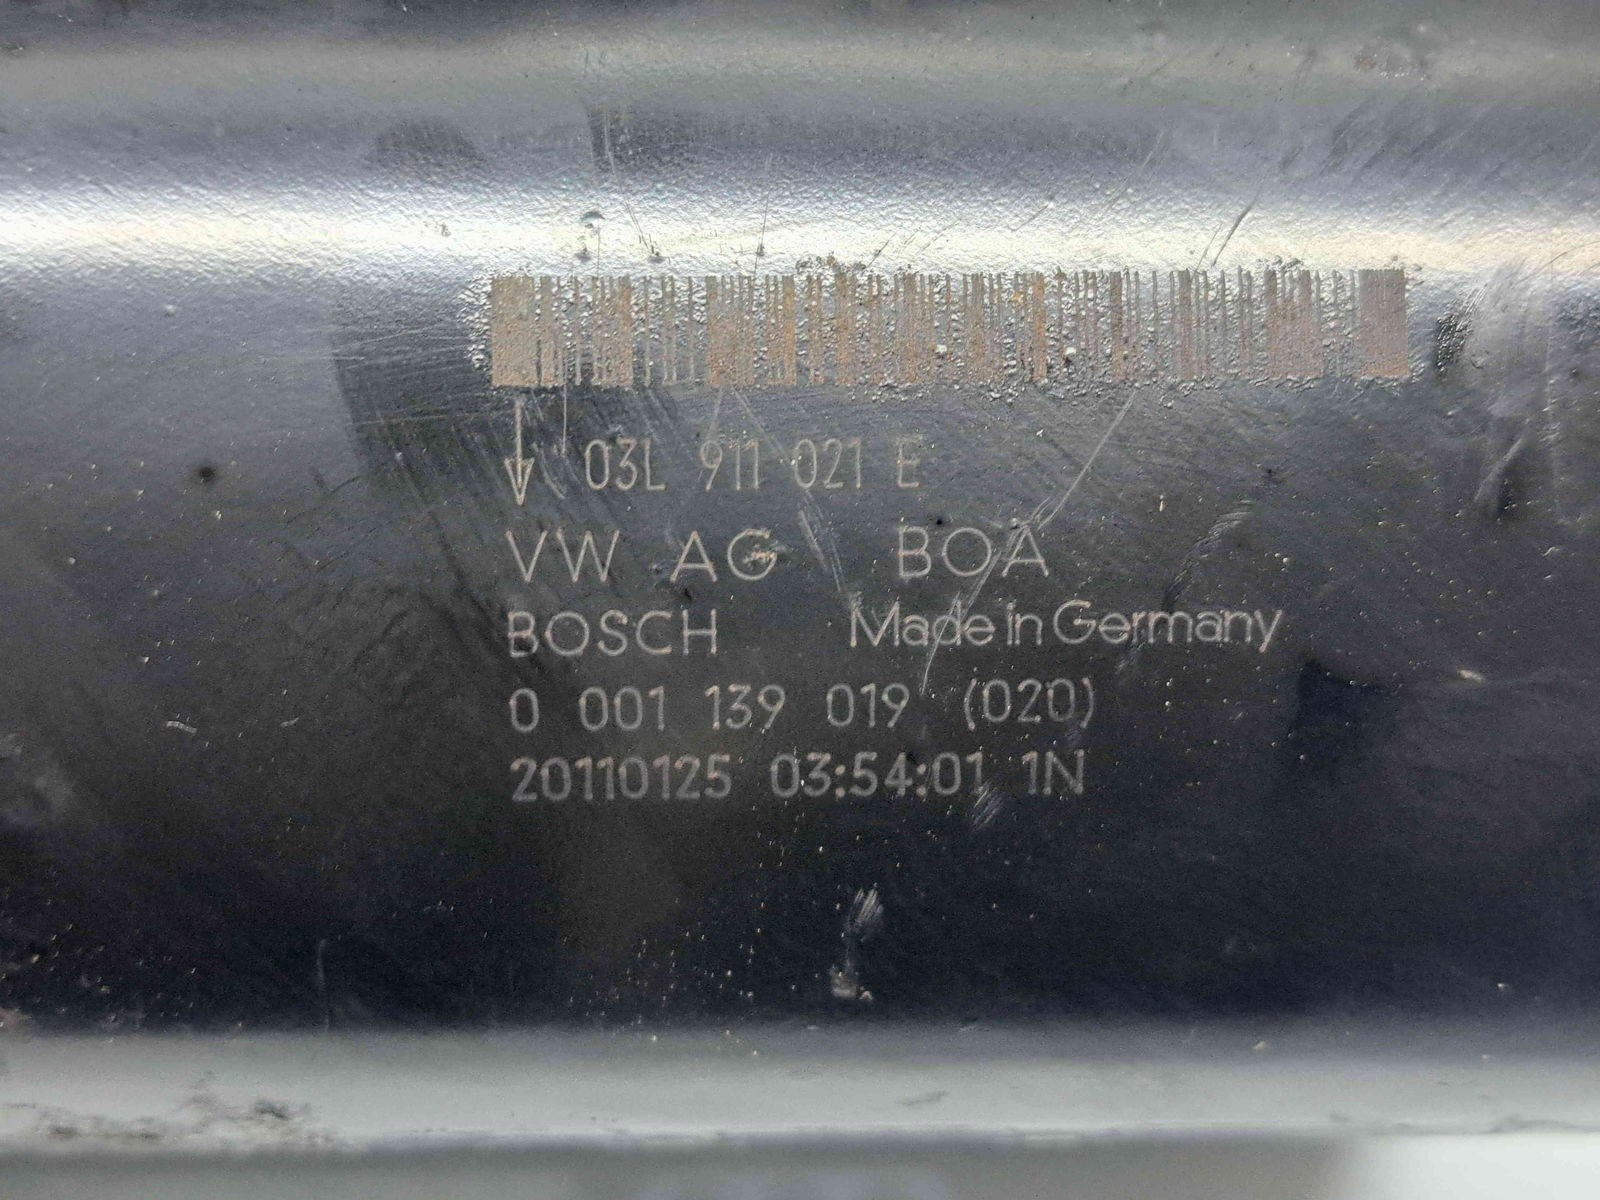 03L 911 021 E
VW AG BOA
BOSCH Made in Germany
0 001 139 019 (020)
20110125 03:54:01 1N